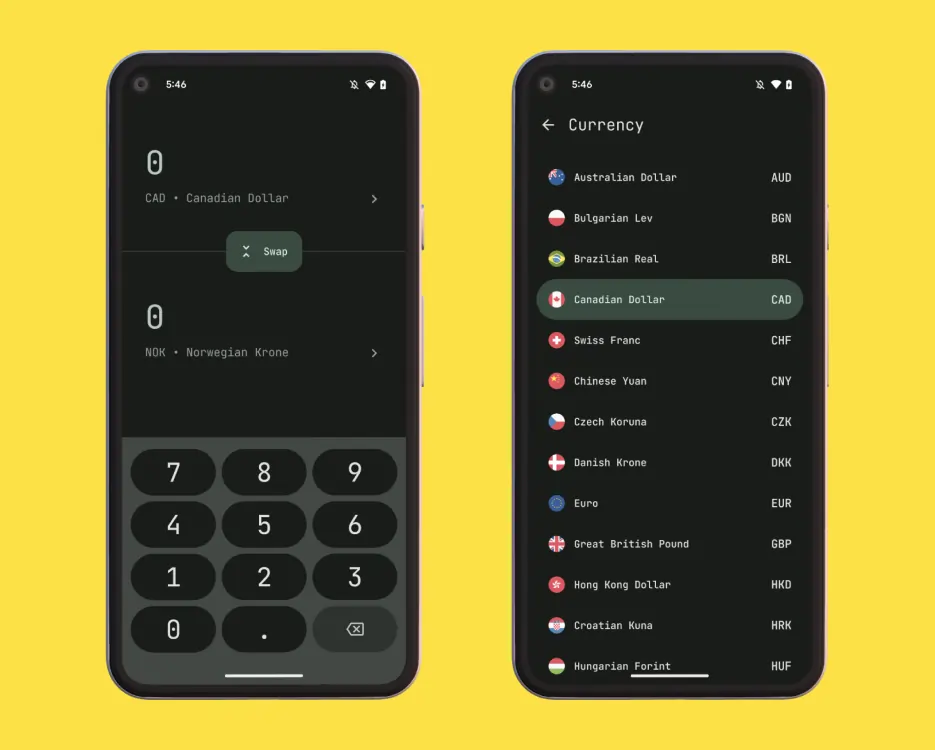 5:46
0
CAD • Canadian Dollar
Swap
0
NOK • Norwegian Krone
7 8 9
4 5 6
1 2 3
0 .
5:46
Currency
Australian Dollar AUD
Bulgarian Lev BGN
Brazilian Real BRL
Canadian Dollar CAD
Swiss Franc CHF
Chinese Yuan CNY
Czech Koruna CZK
Danish Krone DKK
Euro EUR
Great British Pound GBP
Hong Kong Dollar HKD
Croatian Kuna HRK
Hungarian Forint HUF